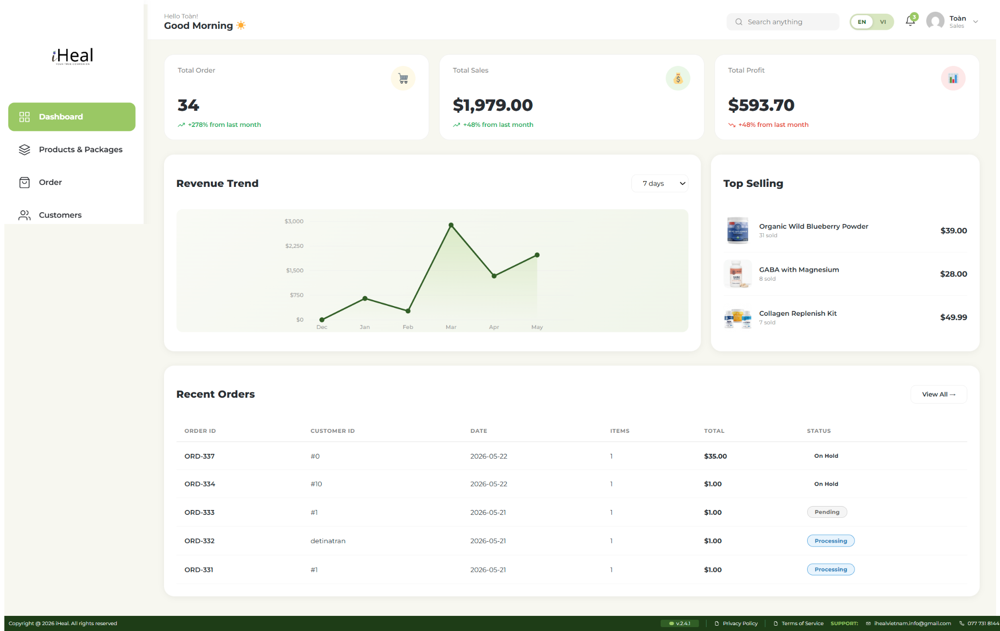 iHeal
YOUR TRUE COMPANION
Dashboard
Products & Packages
Order
Customers
Hello Toàn!
Good Morning
Search anything
EN VI
3
Toàn
Sales
Total Order
34
+278% from last month
Total Sales
$1,979.00
+48% from last month
Total Profit
$593.70
+48% from last month
Revenue Trend
7 days
$3,000
$2,250
$1,500
$750
$0
Dec Jan Feb Mar Apr May
Top Selling
Organic Wild Blueberry Powder
31 sold
$39.00
GABA
GABA with Magnesium
8 sold
$28.00
Collagen Replenish Kit
7 sold
$49.99
Recent Orders
View All →
ORDER ID CUSTOMER ID DATE ITEMS TOTAL STATUS
ORD-337 #0 2026-05-22 1 $35.00 On Hold
ORD-334 #10 2026-05-22 1 $1.00 On Hold
ORD-333 #1 2026-05-21 1 $1.00 Pending
ORD-332 detinatran 2026-05-21 1 $1.00 Processing
ORD-331 #1 2026-05-21 1 $1.00 Processing
Copyright @ 2026 iHeal. All rights reserved
v.2.4.1
Privacy Policy
Terms of Service
SUPPORT:
ihealvietnam.info@gmail.com
077 731 8144